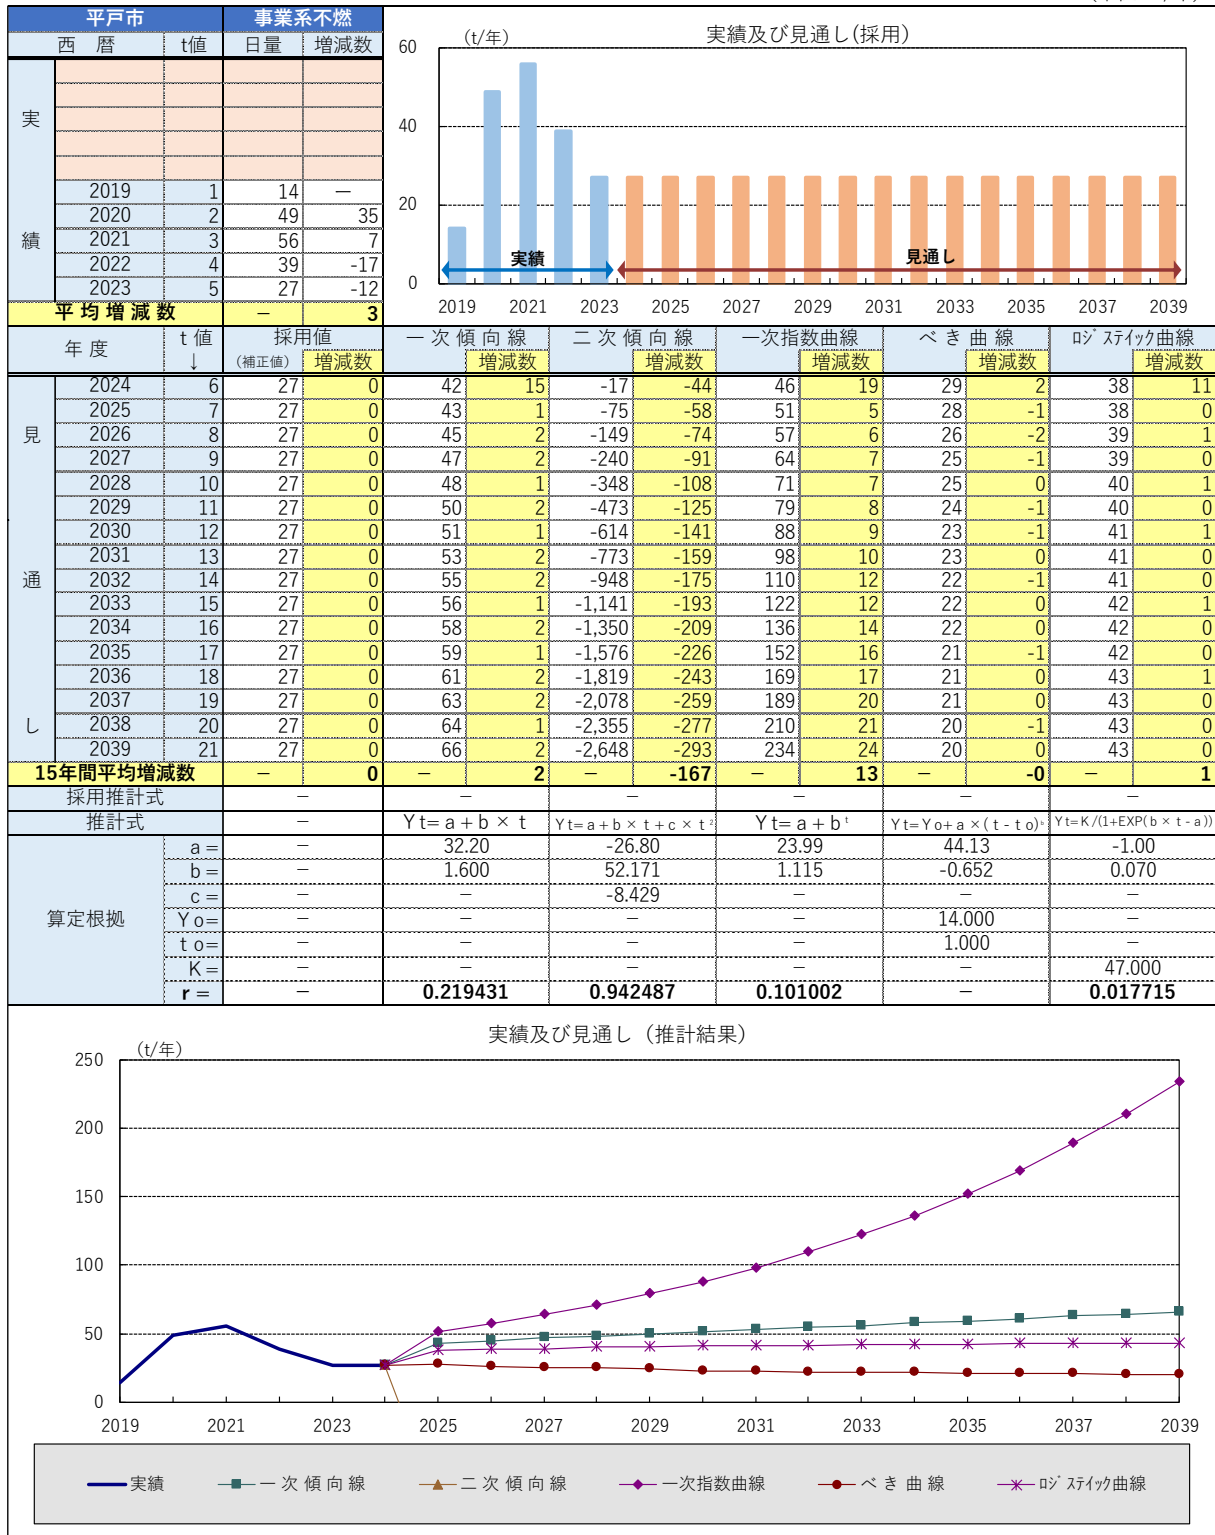 平戸市 事業系不燃
西 暦 t値 日量 増減数
実
績
2019 1 14 −
2020 2 49 35
2021 3 56 7
2022 4 39 -17
2023 5 27 -12
平 均 増 減 数 − 3
実績及び見通し(採用)
(t/年)
60
40
20
0
実績 見通し
2019 2021 2023 2025 2027 2029 2031 2033 2035 2037 2039
年 度 t 値 ↓ 採用値 一 次 傾 向 線 二 次 傾 向 線 一次指数曲線 べ き 曲 線 ロジスティック曲線
(補正値) 増減数 増減数 増減数 増減数 増減数 増減数
見
通
し
2024 6 27 0 42 15 -17 -44 46 19 29 2 38 11
2025 7 27 0 43 1 -75 -58 51 5 28 -1 38 0
2026 8 27 0 45 2 -149 -74 57 6 26 -2 39 1
2027 9 27 0 47 2 -240 -91 64 7 25 -1 39 0
2028 10 27 0 48 1 -348 -108 71 7 25 0 40 1
2029 11 27 0 50 2 -473 -125 79 8 24 -1 40 0
2030 12 27 0 51 1 -614 -141 88 9 23 -1 41 1
2031 13 27 0 53 2 -773 -159 98 10 23 0 41 0
2032 14 27 0 55 2 -948 -175 110 12 22 -1 41 0
2033 15 27 0 56 1 -1,141 -193 122 12 22 0 42 1
2034 16 27 0 58 2 -1,350 -209 136 14 22 0 42 0
2035 17 27 0 59 1 -1,576 -226 152 16 21 -1 42 0
2036 18 27 0 61 2 -1,819 -243 169 17 21 0 43 1
2037 19 27 0 63 2 -2,078 -259 189 20 21 0 43 0
2038 20 27 0 64 1 -2,355 -277 210 21 20 -1 43 0
2039 21 27 0 66 2 -2,648 -293 234 24 20 0 43 0
15年間平均増減数 − 0 − 2 − -167 − 13 − -0 − 1
採用推計式 − − − − − −
推計式 − Y t= a + b × t Y t= a + b × t + c × t ² Y t= a + b ᵗ Y t= Y o+ a × ( t - t o) ᵇ Y t= K /(1+EXP( b × t - a ))
算定根拠
a = − 32.20 -26.80 23.99 44.13 -1.00
b = − 1.600 52.171 1.115 -0.652 0.070
c = − − -8.429 − − −
Y o= − − − − 14.000 −
t o= − − − − 1.000 −
K = − − − − − 47.000
r = − 0.219431 0.942487 0.101002 − 0.017715
実績及び見通し（推計結果）
(t/年)
250
200
150
100
50
0
2019 2021 2023 2025 2027 2029 2031 2033 2035 2037 2039
実績 一 次 傾 向 線 二 次 傾 向 線 一次指数曲線 べ き 曲 線 ロジスティック曲線